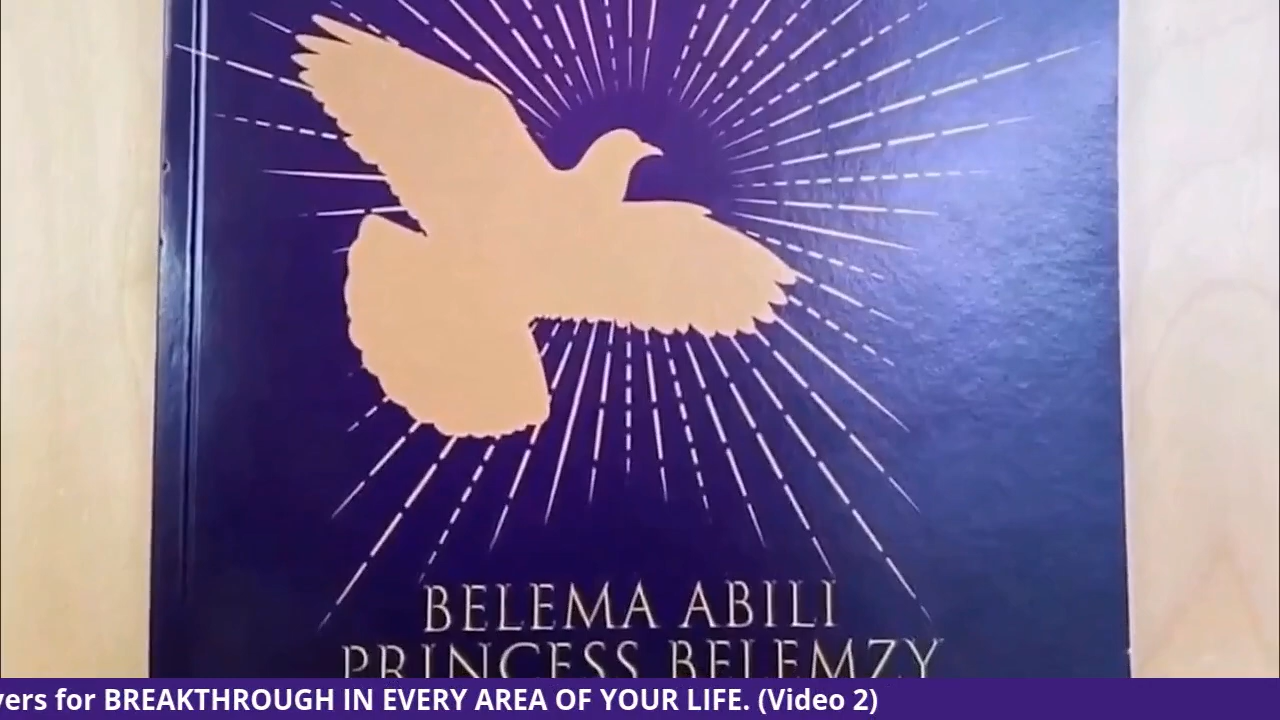 BELEMA ABILI
PRINCESS BELEMZY
for BREAKTHROUGH IN EVERY AREA OF YOUR LIFE. (Video 2)